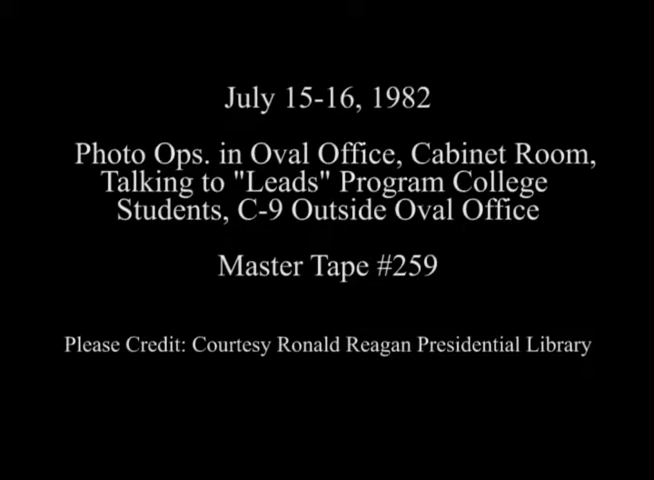 July 15-16, 1982
Photo Ops. in Oval Office, Cabinet Room,
Talking to "Leads" Program College
Students, C-9 Outside Oval Office
Master Tape #259
Please Credit: Courtesy Ronald Reagan Presidential Library